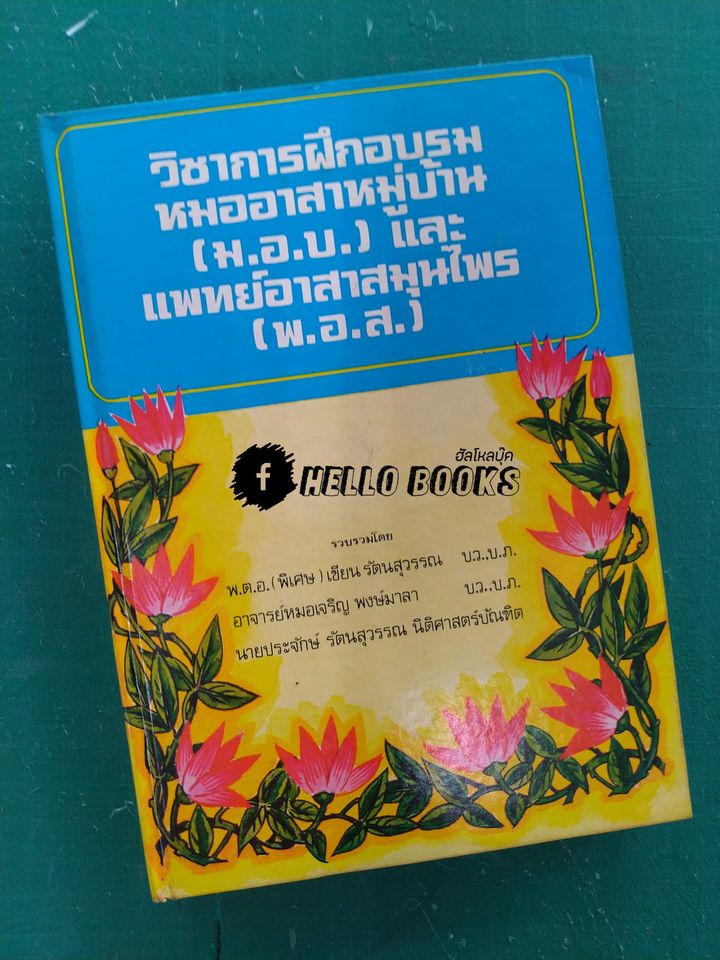 วิชาการฝึกอบรม
หมออาสาหมู่บ้าน
(ม.อ.บ.) และ
แพทย์อาสาสมุนไพร
(พ.อ.ส.)
ฮัลโหลบุ๊ค
f HELLO BOOKS
รวบรวมโดย
พ.ต.อ.(พิเศษ) เขียน รัตนสุวรรณ บ.ว.,บ.ภ.
อาจารย์หมอเจริญ พงษ์มาลา บ.ว..บ.ภ.
นายประจักษ์ รัตนสุวรรณ นิติศาสตร์บัณฑิต